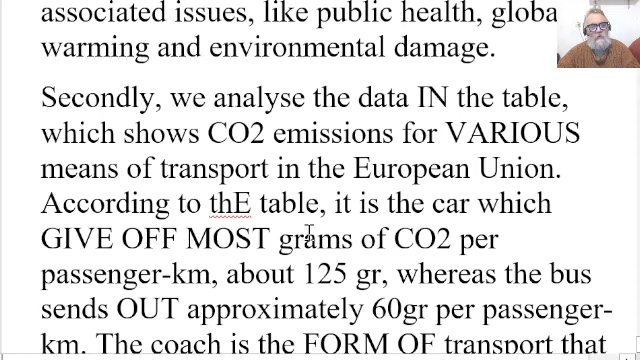 associated issues, like public health, globa
warming and environmental damage.
Secondly, we analyse the data IN the table,
which shows CO2 emissions for VARIOUS
means of transport in the European Union.
According to thE table, it is the car which
GIVE OFF MOST grams of CO2 per
passenger-km, about 125 gr, whereas the bus
sends OUT approximately 60gr per passenger-
km. The coach is the FORM OF transport that